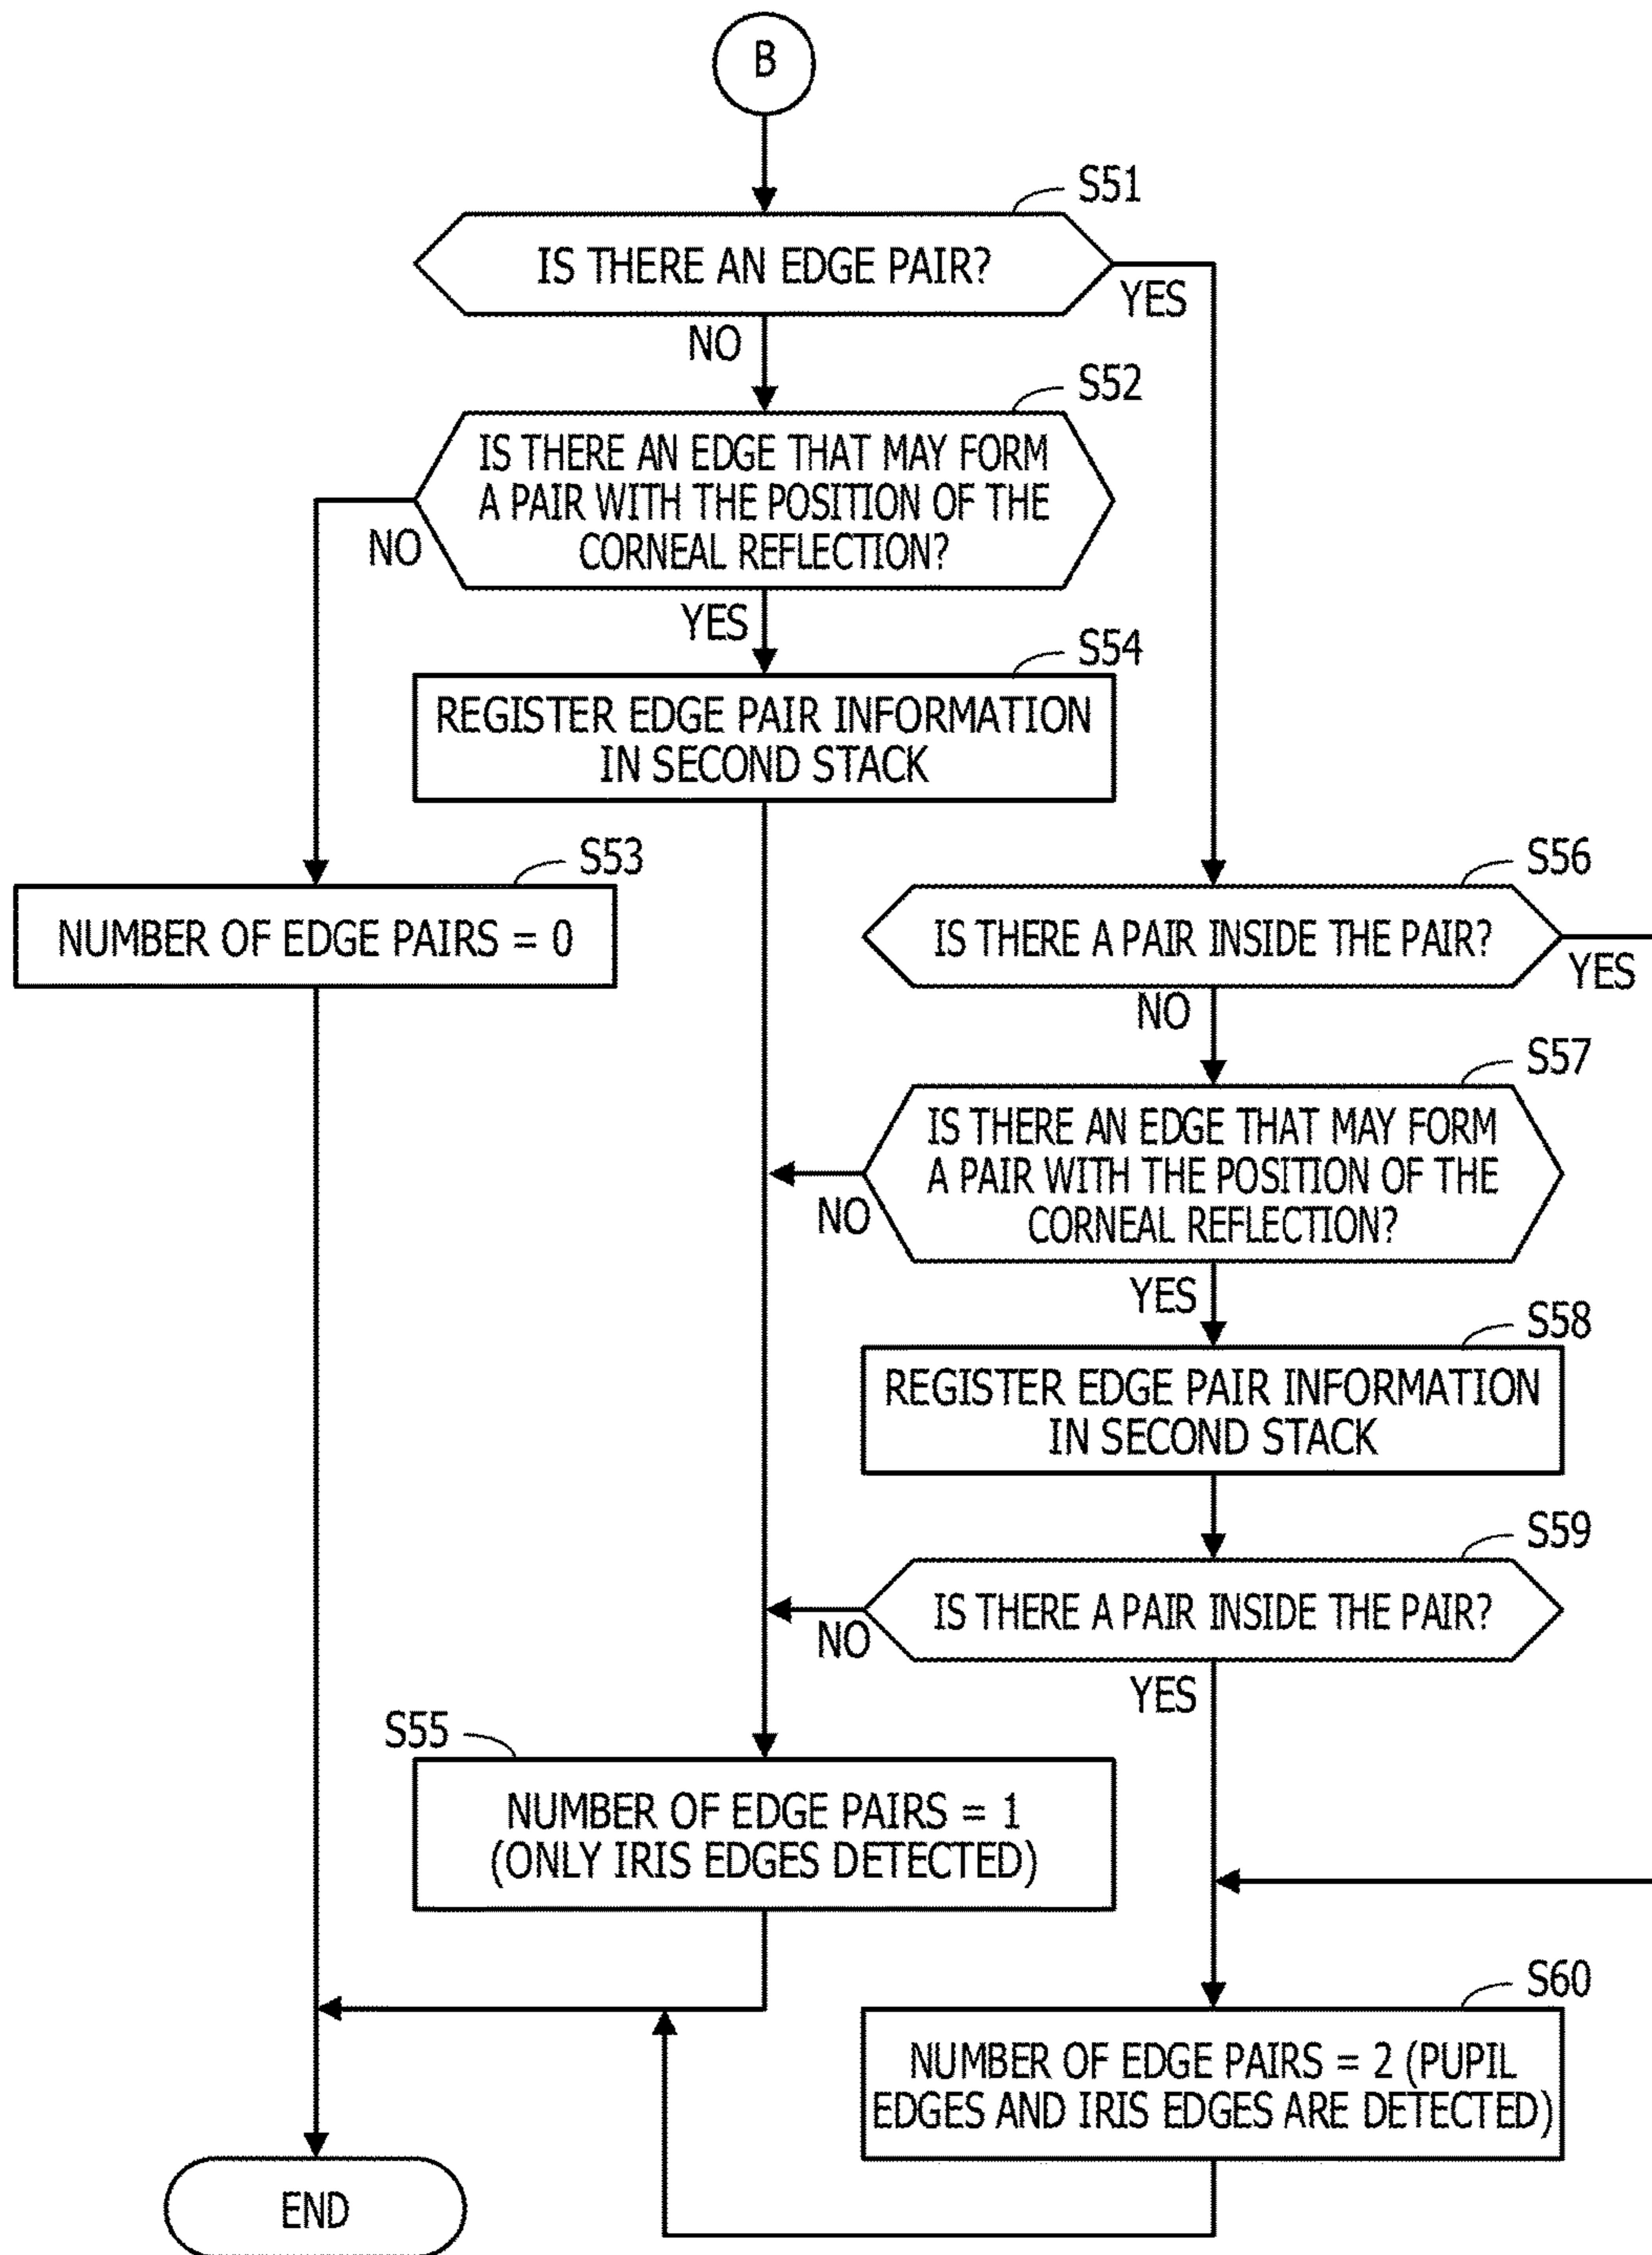 B
S51
IS THERE AN EDGE PAIR?
YES
NO
S52
IS THERE AN EDGE THAT MAY FORM
A PAIR WITH THE POSITION OF THE
CORNEAL REFLECTION?
NO
YES
S54
REGISTER EDGE PAIR INFORMATION
IN SECOND STACK
S53
NUMBER OF EDGE PAIRS = 0
S56
IS THERE A PAIR INSIDE THE PAIR?
YES
NO
S57
IS THERE AN EDGE THAT MAY FORM
A PAIR WITH THE POSITION OF THE
CORNEAL REFLECTION?
NO
YES
S58
REGISTER EDGE PAIR INFORMATION
IN SECOND STACK
S59
IS THERE A PAIR INSIDE THE PAIR?
NO
YES
S55
NUMBER OF EDGE PAIRS = 1
(ONLY IRIS EDGES DETECTED)
S60
NUMBER OF EDGE PAIRS = 2 (PUPIL
EDGES AND IRIS EDGES ARE DETECTED)
END